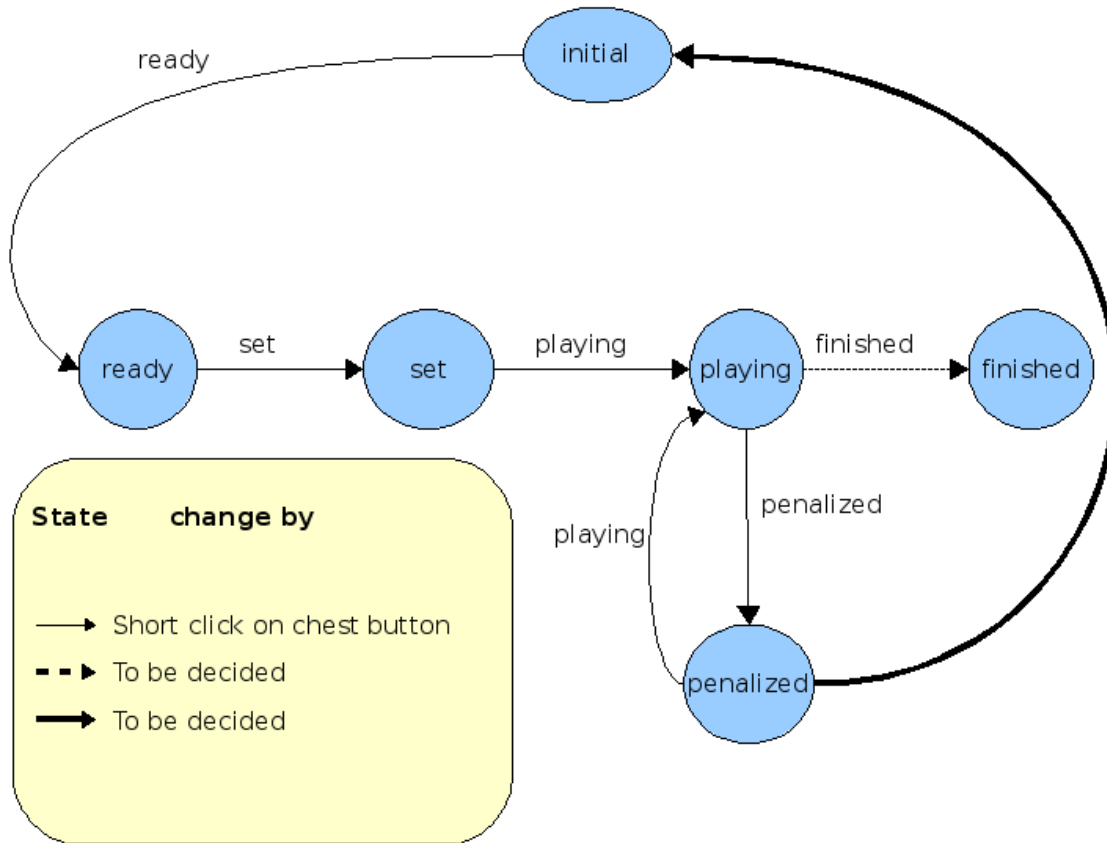 initial
ready
ready
set
set
playing
playing
finished
finished
penalized
playing
penalized
State change by
Short click on chest button
To be decided
To be decided